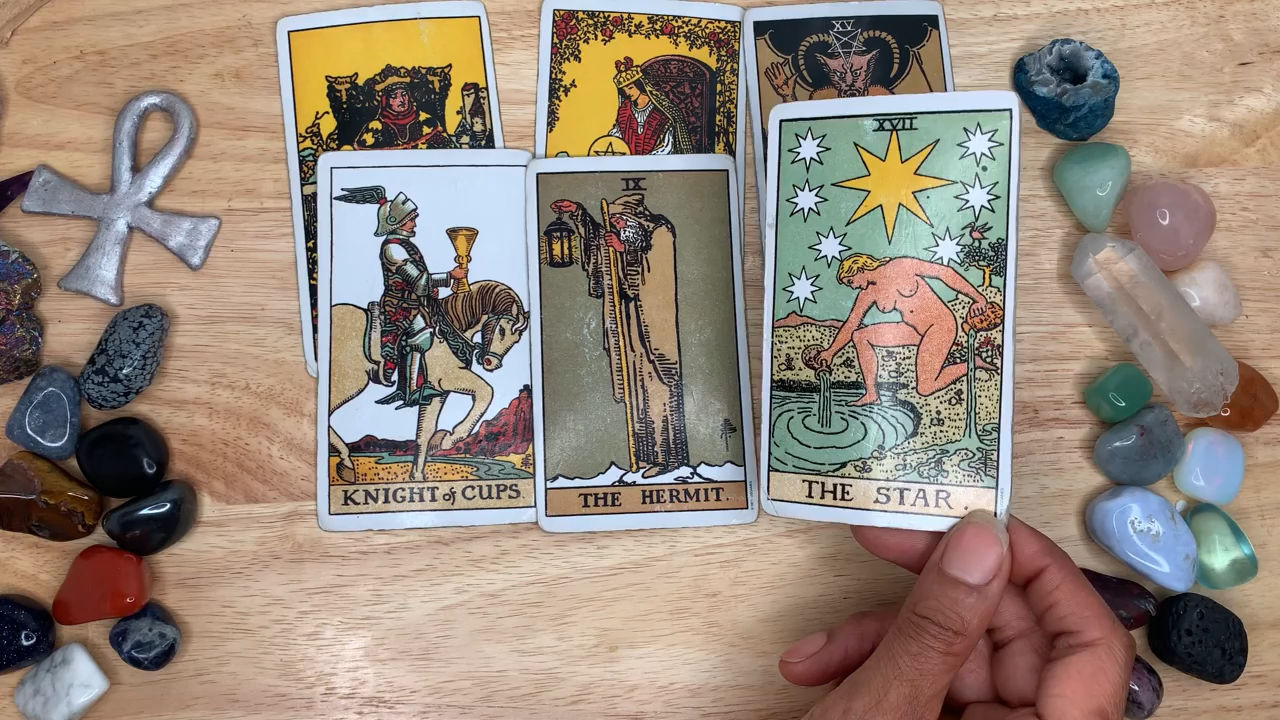 XV
XVII
IX
KNIGHT of CUPS.
THE HERMIT.
THE STAR.